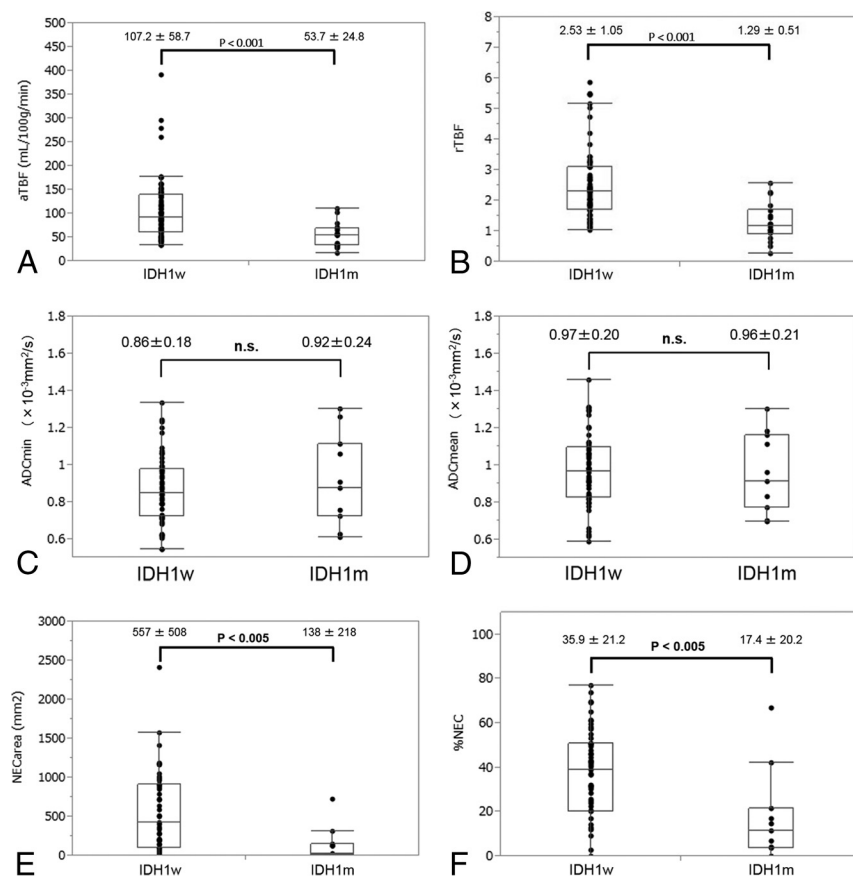 500
450
400
350
300
250
200
150
100
50
0
aTBF (mL/100g/min)
107.2 ± 58.7
53.7 ± 24.8
P < 0.001
IDH1w
IDH1m
A
8
7
6
5
4
3
2
1
0
rTBF
2.53 ± 1.05
1.29 ± 0.51
P < 0.001
IDH1w
IDH1m
B
1.8
1.6
1.4
1.2
1
0.8
0.6
ADCmin (×10-3mm2/s)
0.86±0.18
n.s.
0.92±0.24
IDH1w
IDH1m
C
1.8
1.6
1.4
1.2
1
0.8
0.6
ADCmean (×10-3mm2/s)
0.97±0.20
n.s.
0.96±0.21
IDH1w
IDH1m
D
3000
2500
2000
1500
1000
500
0
NECarea (mm2)
557 ± 508
138 ± 218
P < 0.005
IDH1w
IDH1m
E
100
80
60
40
20
0
%NEC
35.9 ± 21.2
17.4 ± 20.2
P < 0.005
IDH1w
IDH1m
F